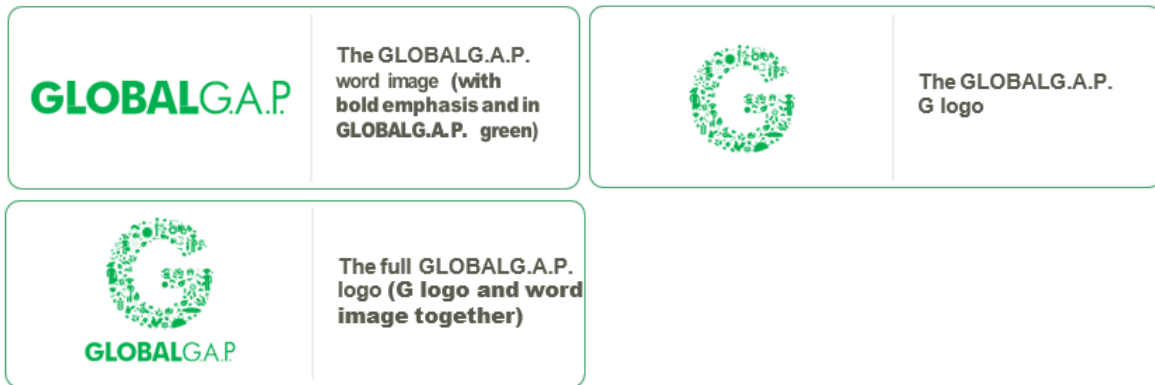 GLOBALG.A.P.
The GLOBALG.A.P.
word image (with
bold emphasis and in
GLOBALG.A.P. green)
The GLOBALG.A.P.
G logo
GLOBALG.A.P.
The full GLOBALG.A.P.
logo (G logo and word
image together)